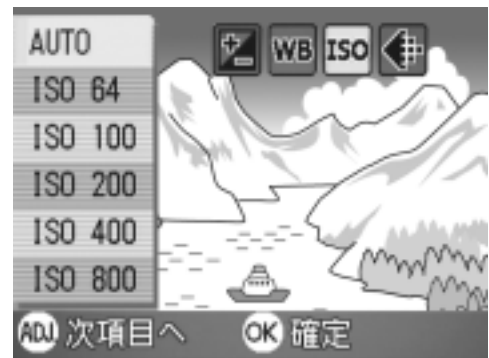 WB ISO
AUTO
ISO 64
ISO 100
ISO 200
ISO 400
ISO 800
ADJ. 次項目へ OK 確定